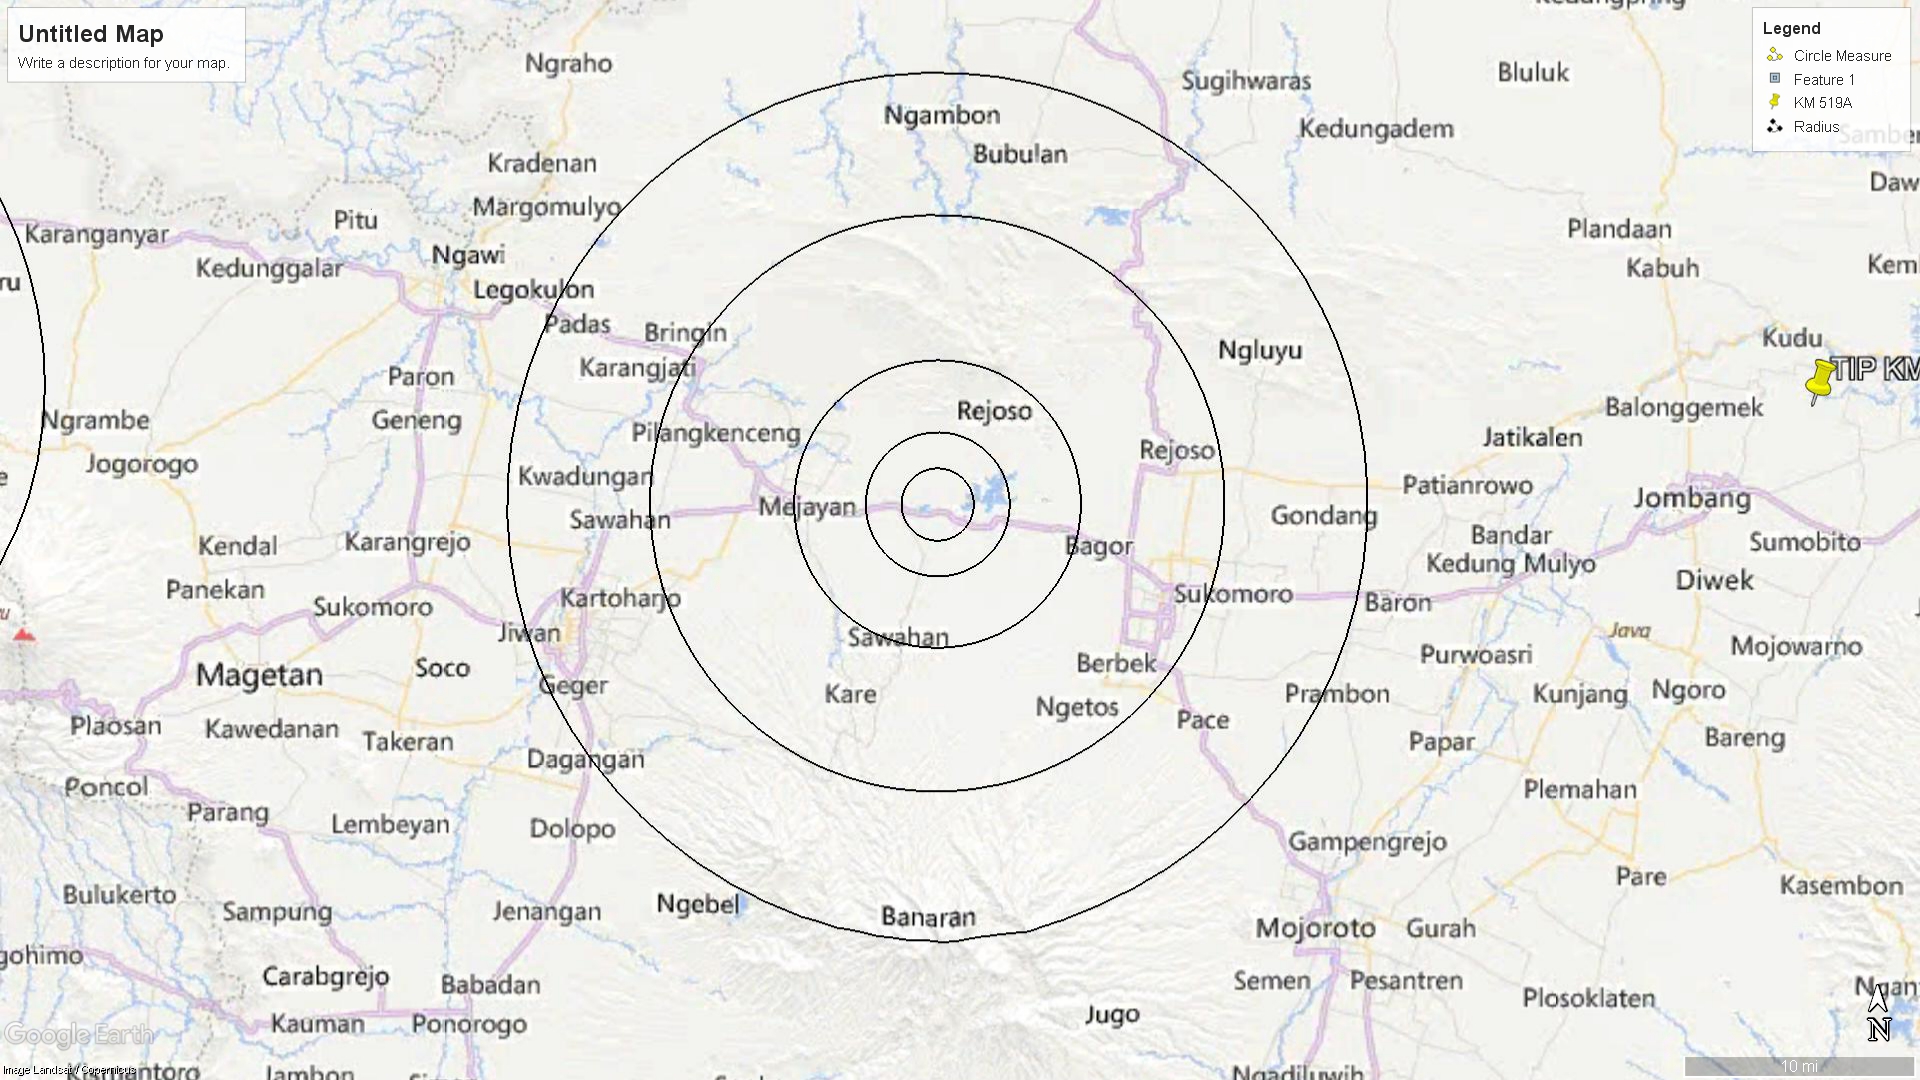 Untitled Map
Write a description for your map.
Legend
Circle Measure
Feature 1
KM 519A
Radius
Ngraho
Sugihwaras
Bluluk
Ngambon
Kedungadem
Bubulan
Kradenan
Daw
Margomulyo
Pitu
Karanganyar
Plandaan
Ngawi
Kedunggalar
Kabuh
Kem
ru
Legokulon
Padas
Bringin
Kudu
Ngluyu
Karangjati
TIP KM
Paron
Balonggemek
Rejoso
Ngrambe
Geneng
Pilangkenceng
Jatikalen
Rejoso
Jogorogo
Kwadungan
Patianrowo
Jombang
Mejayan
Sawahan
Gondang
Bandar
Kedung Mulyo
Sumobito
Kendal
Karangrejo
Bagor
Diwek
Panekan
Sukomoro
Kartoharjo
Sukomoro
Baron
Jiwan
Java
Sawahan
Mojowarno
Magetan
Soco
Berbek
Purwoasri
Geger
Kare
Prambon
Kunjang
Ngoro
Ngetos
Pace
Plaosan
Kawedanan
Takeran
Papar
Bareng
Dagangan
Poncol
Plemahan
Parang
Lembeyan
Dolopo
Gampengrejo
Pare
Kasembon
Bulukerto
Sampung
Jenangan
Ngebel
Banaran
Mojoroto
Gurah
gohimo
Carabgrejo
Babadan
Semen
Pesantren
Plosoklaten
Ngan
Jugo
Kauman
Ponorogo
N
Google Earth
Image Landsat / Copernicus
10 mi